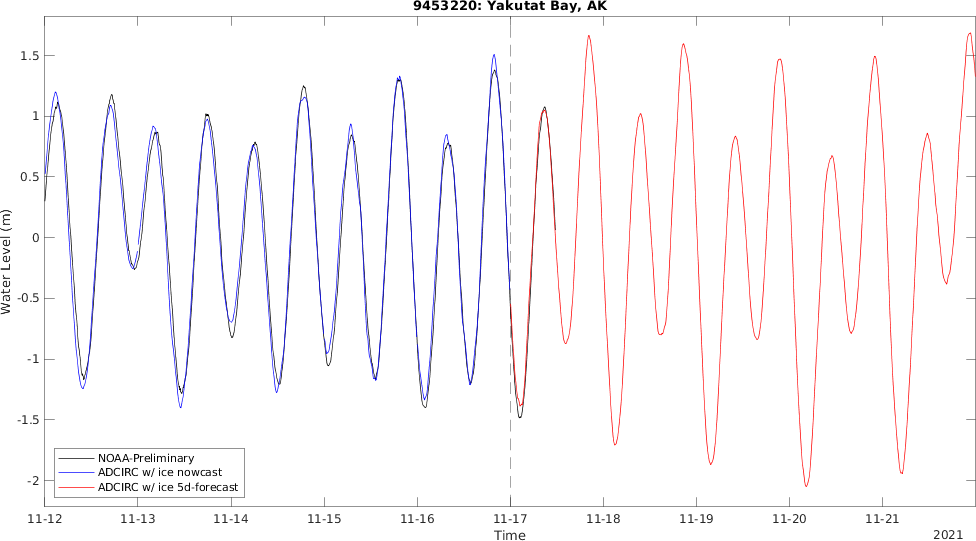 9453220: Yakutat Bay, AK
Water Level (m)
1.5
1
0.5
0
-0.5
-1
-1.5
-2
NOAA-Preliminary
ADCIRC w/ ice nowcast
ADCIRC w/ ice 5d-forecast
11-12 11-13 11-14 11-15 11-16 11-17 11-18 11-19 11-20 11-21
Time
2021